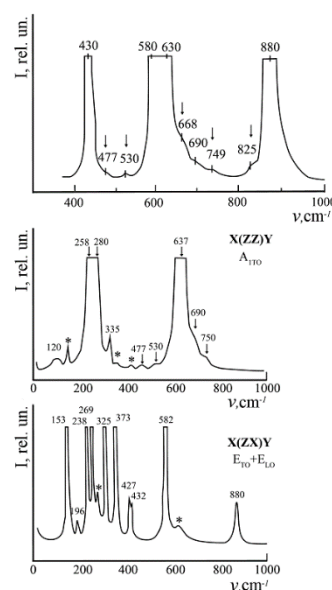 I, rel. un.
430 580 630 880
477 530 668 690 749 825
400 600 800 1000
ν,cm⁻¹
I, rel. un.
258 280 637
X(ZZ)Y
A1TO
120 * 335 * * 477 530 690 750
0 200 400 600 800 1000
ν,cm⁻¹
I, rel. un.
153 238 269 325 373 582
X(ZX)Y
ETO+ELO
196 * 427 432 * 880
0 200 400 600 800 1000
ν,cm⁻¹